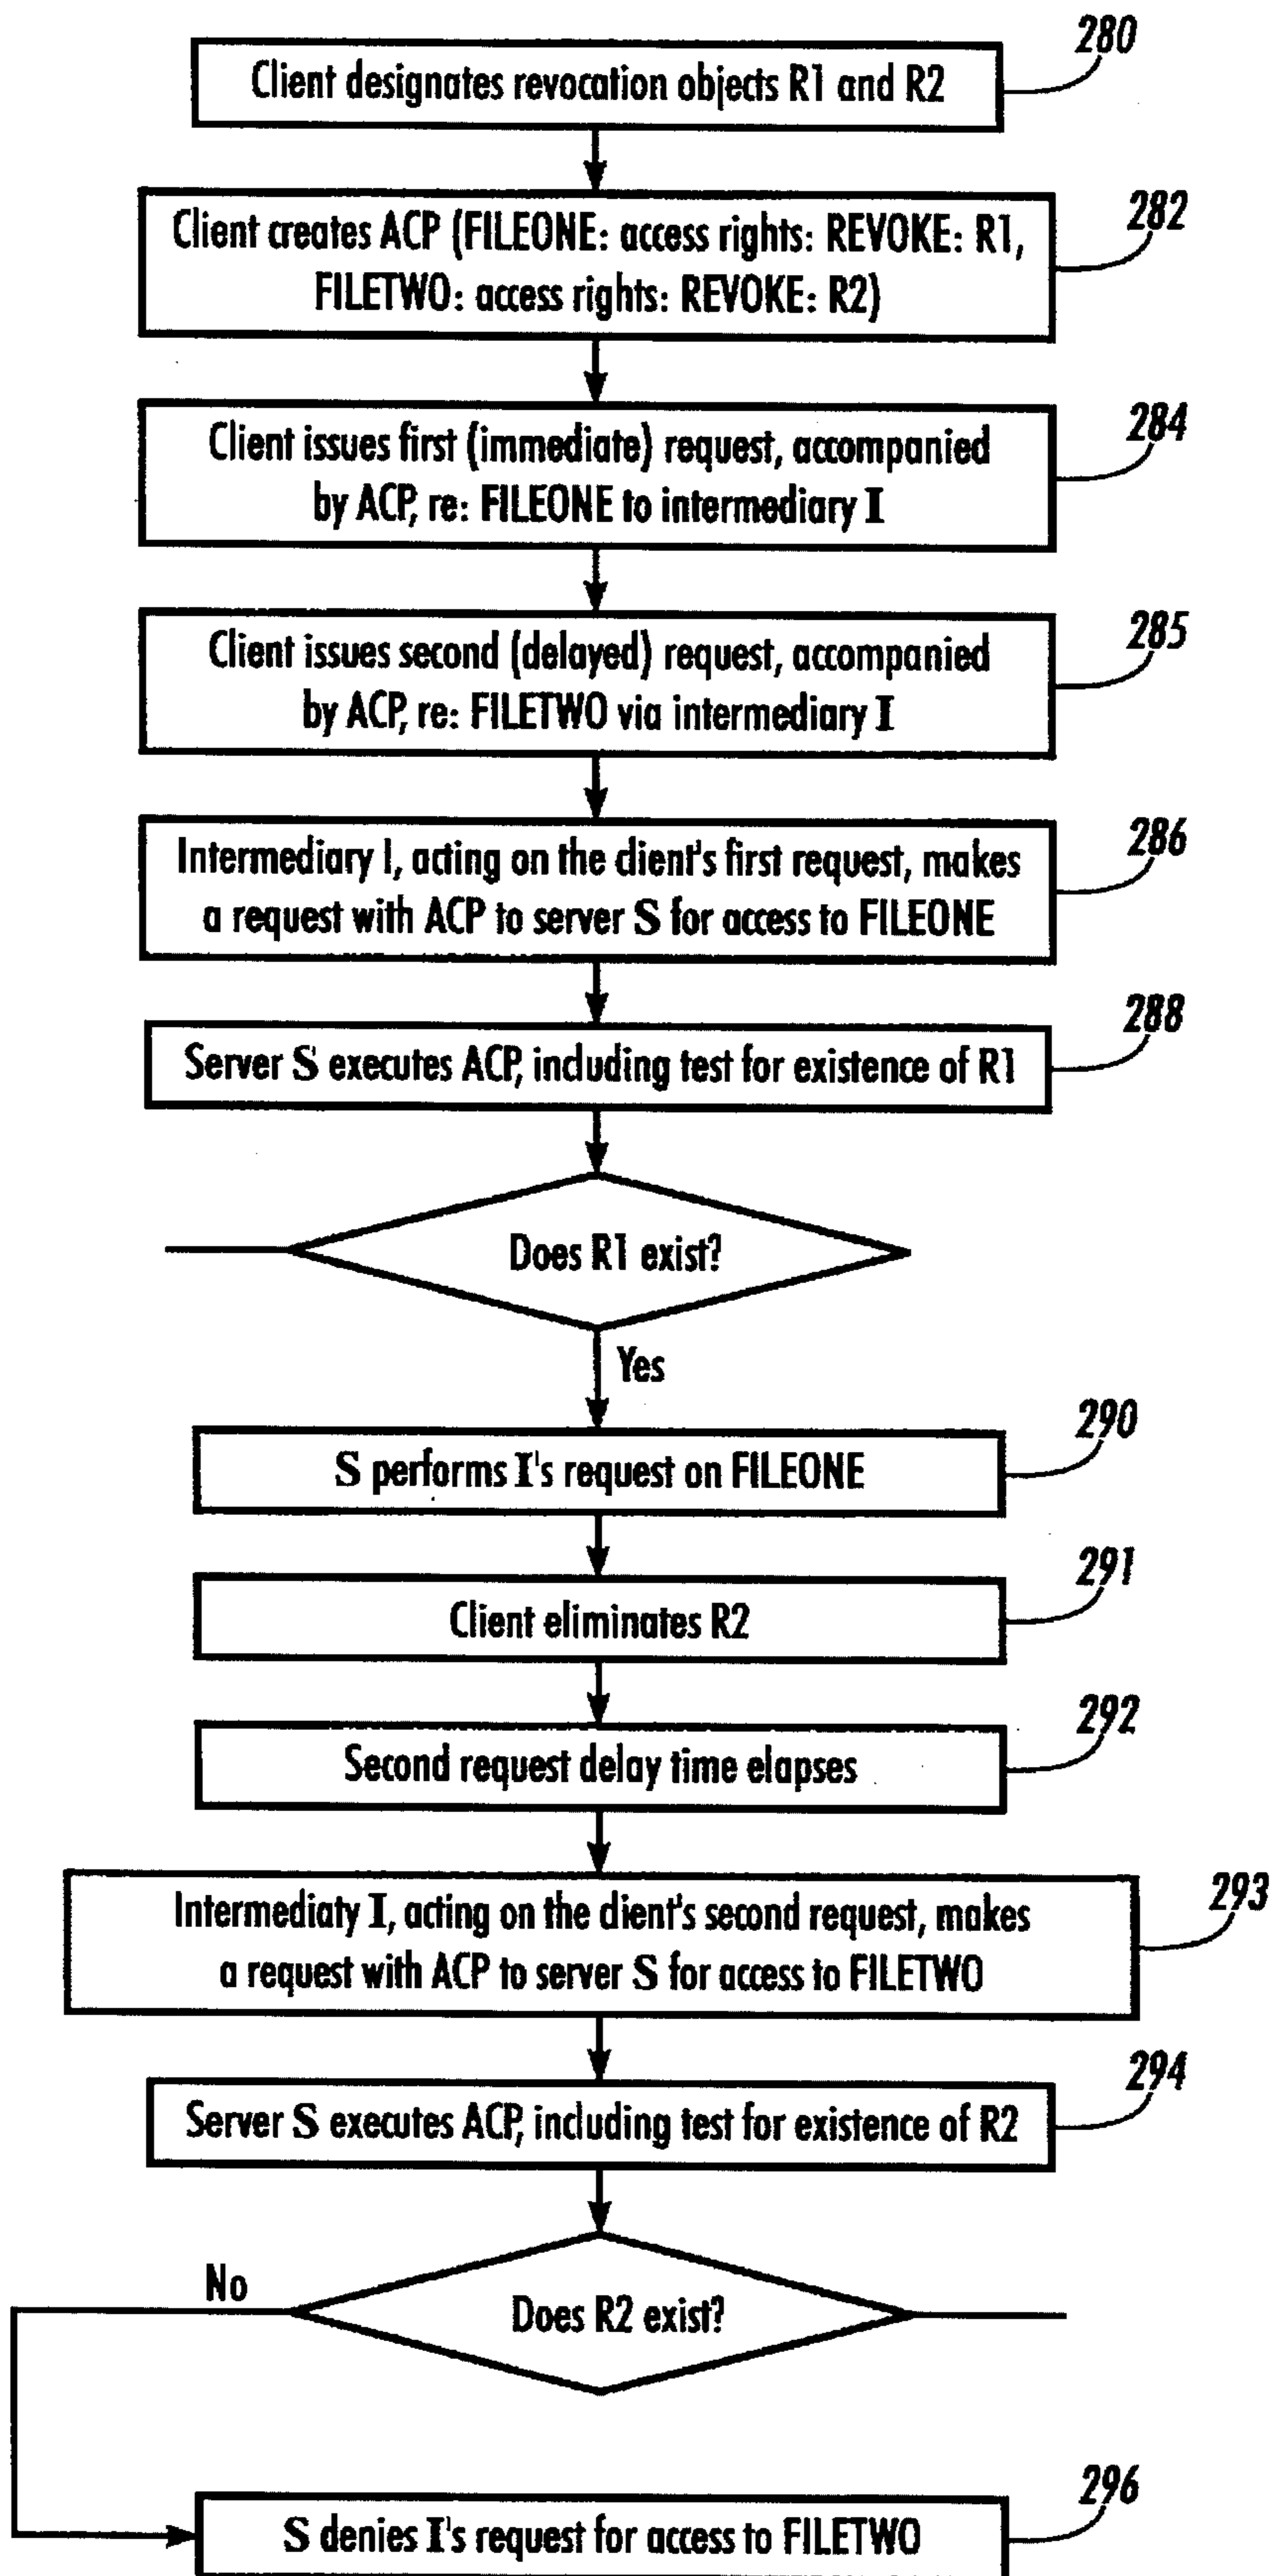 280
Client designates revocation objects R1 and R2
282
Client creates ACP (FILEONE: access rights: REVOKE: R1,
FILETWO: access rights: REVOKE: R2)
284
Client issues first (immediate) request, accompanied
by ACP, re: FILEONE to intermediary I
285
Client issues second (delayed) request, accompanied
by ACP, re: FILETWO via intermediary I
286
Intermediary I, acting on the client's first request, makes
a request with ACP to server S for access to FILEONE
288
Server S executes ACP, including test for existence of R1
Does R1 exist?
Yes
290
S performs I's request on FILEONE
291
Client eliminates R2
292
Second request delay time elapses
293
Intermediaty I, acting on the client's second request, makes
a request with ACP to server S for access to FILETWO
294
Server S executes ACP, including test for existence of R2
No
Does R2 exist?
296
S denies I's request for access to FILETWO